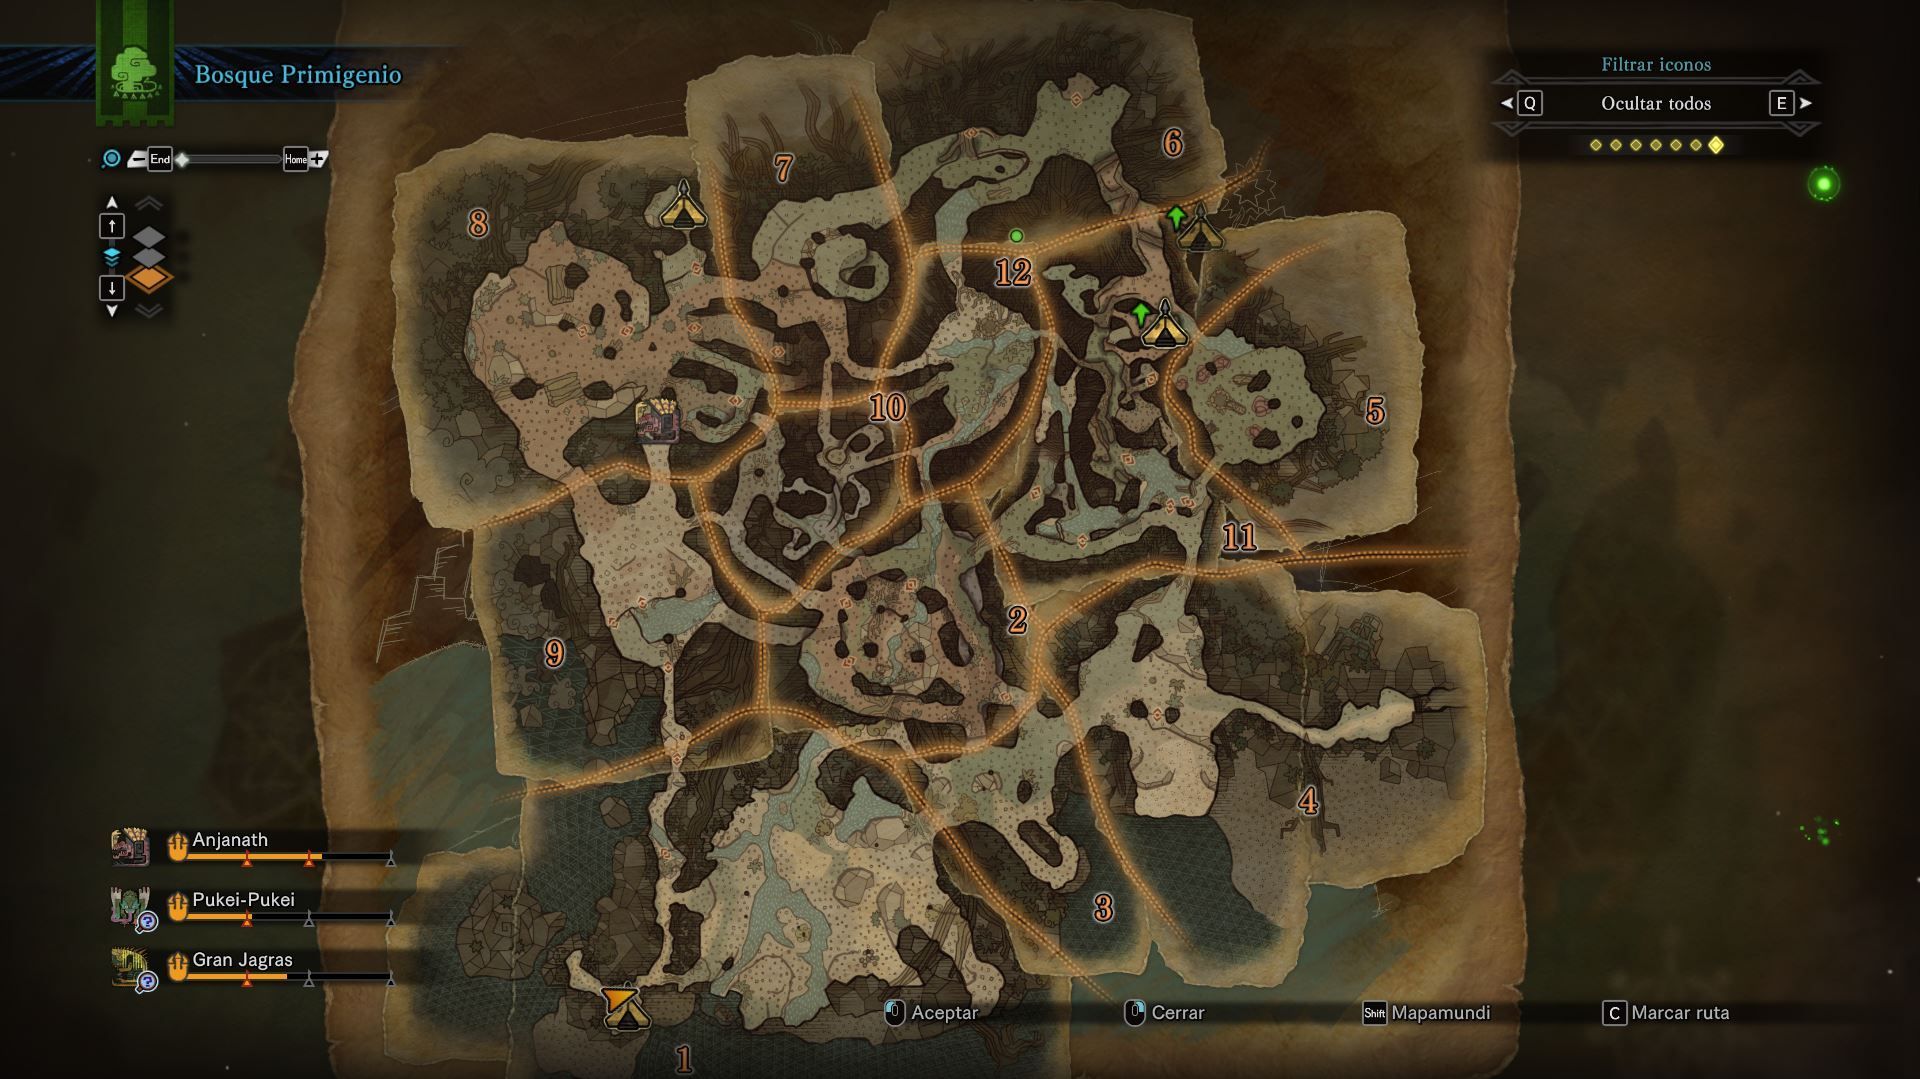 Bosque Primigenio
Filtrar iconos
Q Ocultar todos E
End Home
↑
↓
6
7
8
12
10
5
11
2
9
4
3
1
Anjanath
Pukei-Pukei
Gran Jagras
Aceptar
Cerrar
Shift Mapamundi
C Marcar ruta